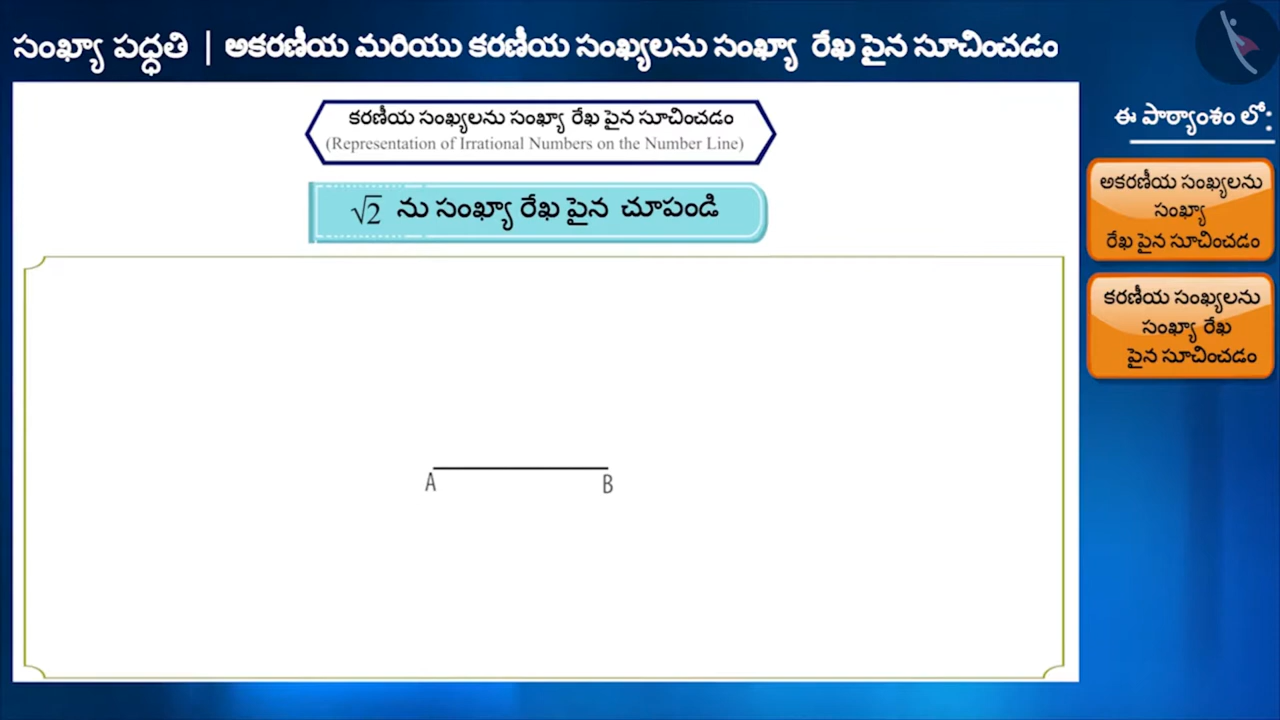 సంఖ్యా పద్ధతి | అకరణీయ మరియు కరణీయ సంఖ్యలను సంఖ్యా రేఖ పైన సూచించడం
కరణీయ సంఖ్యలను సంఖ్యా రేఖ పైన సూచించడం
(Representation of Irrational Numbers on the Number Line)
√2 ను సంఖ్యా రేఖ పైన చూపండి
A
B
ఈ పాఠ్యాంశం లో:
అకరణీయ సంఖ్యలను
సంఖ్యా
రేఖ పైన సూచించడం
కరణీయ సంఖ్యలను
సంఖ్యా రేఖ
పైన సూచించడం